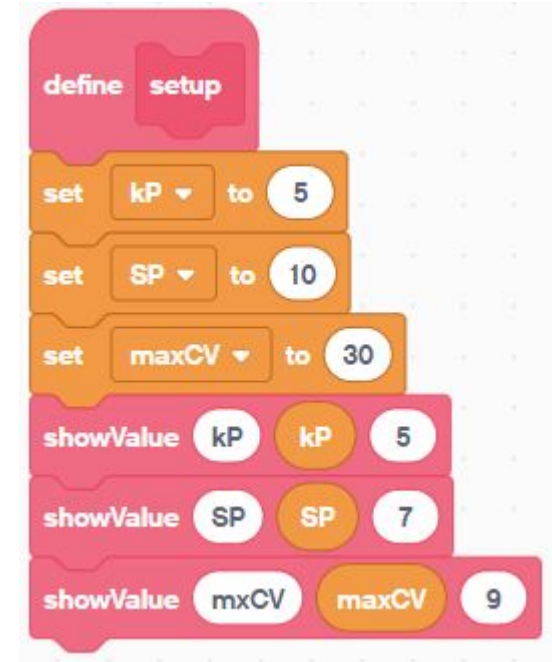 define setup
set kP to 5
set SP to 10
set maxCV to 30
showValue kP kP 5
showValue SP SP 7
showValue mxCV maxCV 9